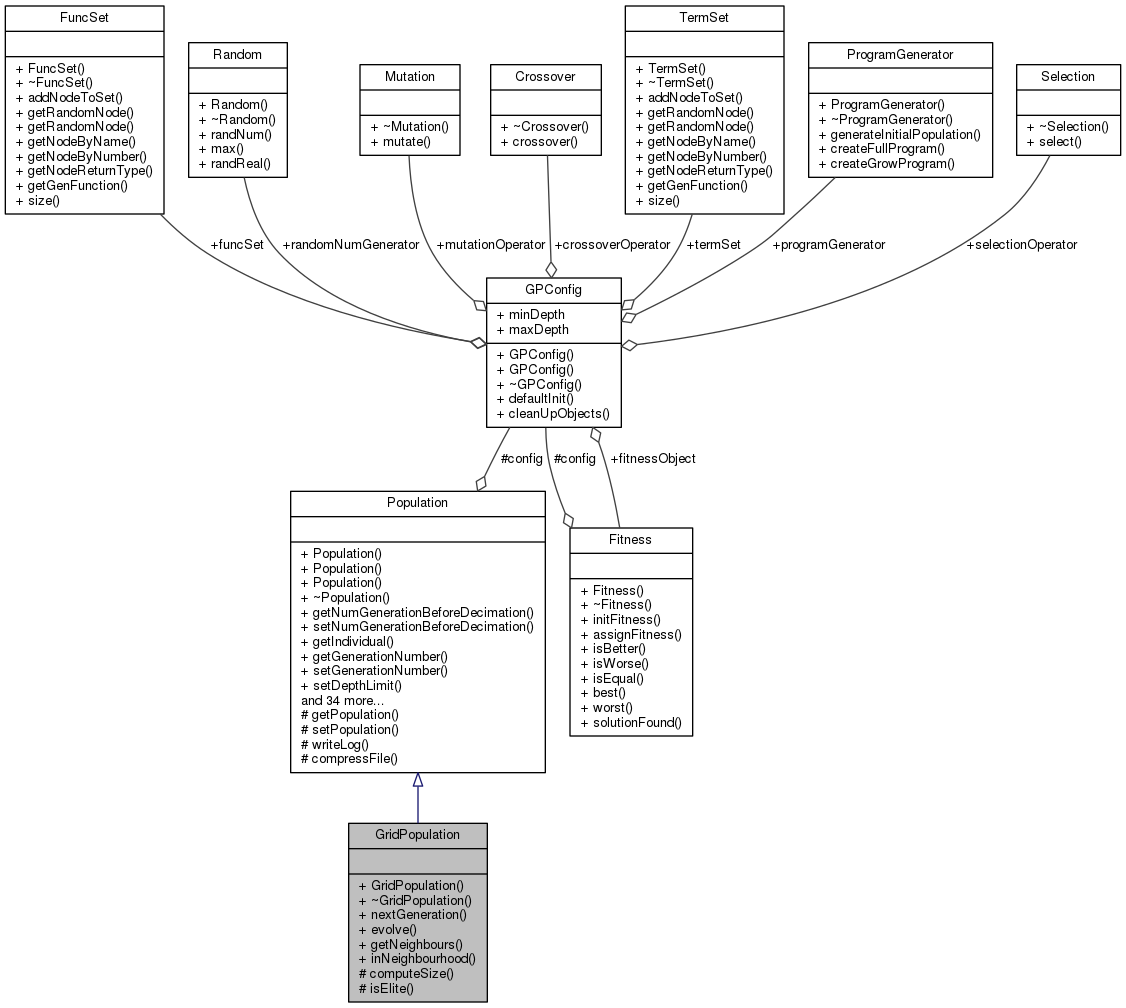 FuncSet
+ FuncSet()
+ ~FuncSet()
+ addNodeToSet()
+ getRandomNode()
+ getRandomNode()
+ getNodeByName()
+ getNodeByNumber()
+ getNodeReturnType()
+ getGenFunction()
+ size()
Random
+ Random()
+ ~Random()
+ randNum()
+ max()
+ randReal()
Mutation
+ ~Mutation()
+ mutate()
Crossover
+ ~Crossover()
+ crossover()
TermSet
+ TermSet()
+ ~TermSet()
+ addNodeToSet()
+ getRandomNode()
+ getRandomNode()
+ getNodeByName()
+ getNodeByNumber()
+ getNodeReturnType()
+ getGenFunction()
+ size()
ProgramGenerator
+ ProgramGenerator()
+ ~ProgramGenerator()
+ generateInitialPopulation()
+ createFullProgram()
+ createGrowProgram()
Selection
+ ~Selection()
+ select()
+funcSet
+randomNumGenerator
+mutationOperator
+crossoverOperator
+termSet
+programGenerator
+selectionOperator
GPConfig
+ minDepth
+ maxDepth
+ GPConfig()
+ GPConfig()
+ ~GPConfig()
+ defaultInit()
+ cleanUpObjects()
#config
#config
+fitnessObject
Population
+ Population()
+ Population()
+ Population()
+ ~Population()
+ getNumGenerationBeforeDecimation()
+ setNumGenerationBeforeDecimation()
+ getIndividual()
+ getGenerationNumber()
+ setGenerationNumber()
+ setDepthLimit()
and 34 more...
# getPopulation()
# setPopulation()
# writeLog()
# compressFile()
Fitness
+ Fitness()
+ ~Fitness()
+ initFitness()
+ assignFitness()
+ isBetter()
+ isWorse()
+ isEqual()
+ best()
+ worst()
+ solutionFound()
GridPopulation
+ GridPopulation()
+ ~GridPopulation()
+ nextGeneration()
+ evolve()
+ getNeighbours()
+ inNeighbourhood()
# computeSize()
# isElite()